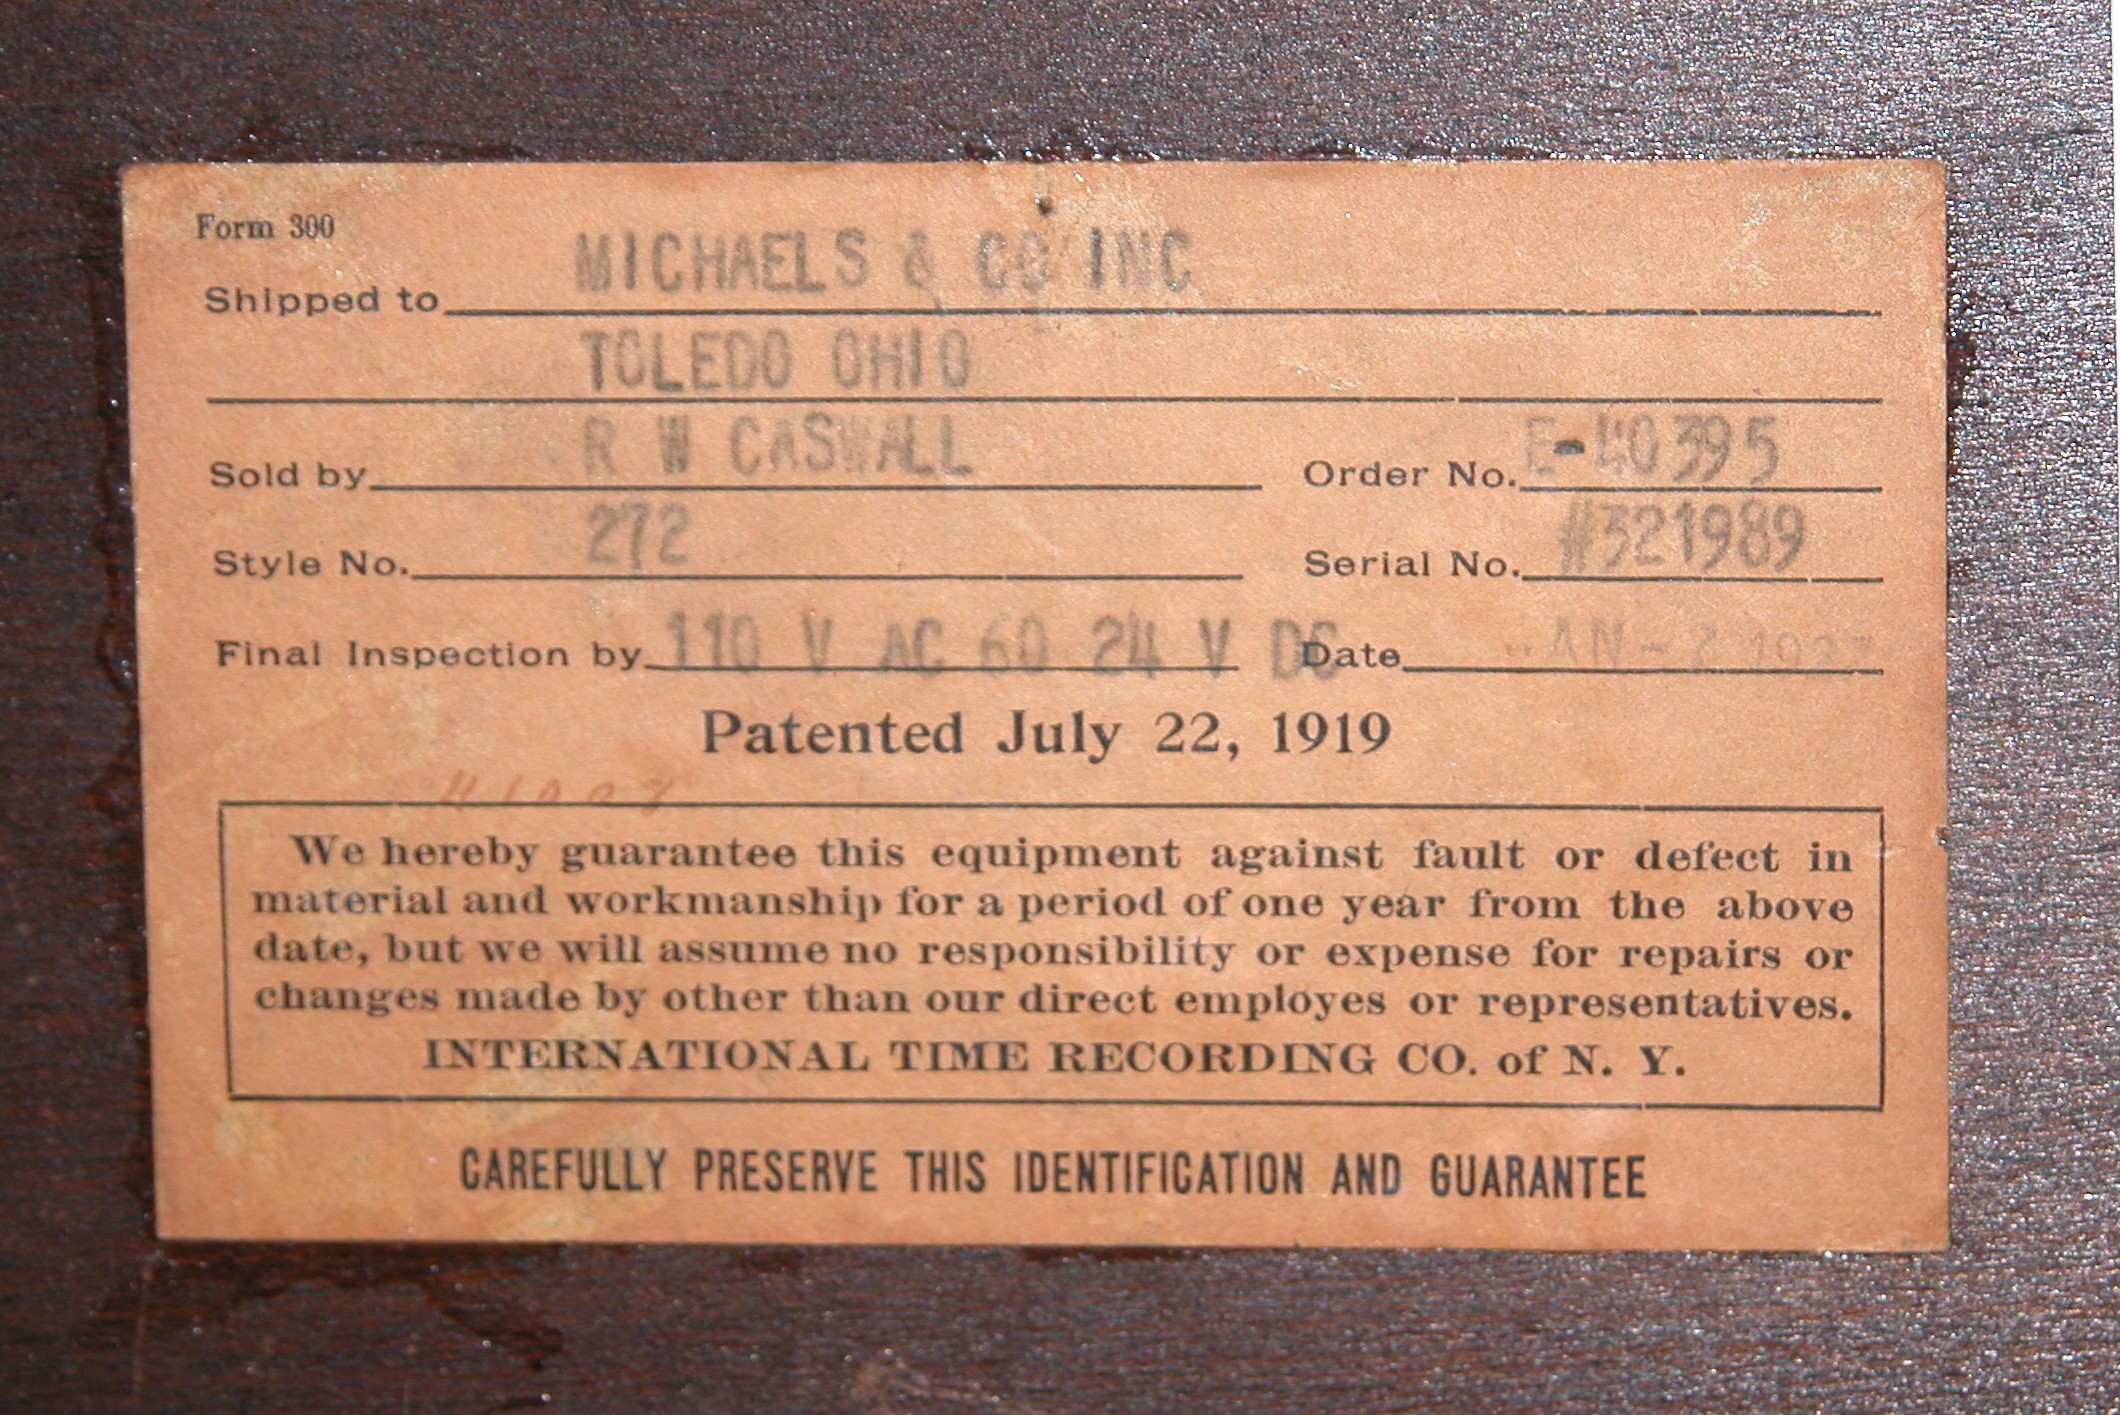 Form 300
Shipped to MICHAELS & CO INC
TOLEDO OHIO
Sold by R W CASWALL Order No. E-40395
Style No. 272 Serial No. #321989
Final Inspection by 110 V AC 60 24 V DC Date JAN -
Patented July 22, 1919
We hereby guarantee this equipment against fault or defect in
material and workmanship for a period of one year from the above
date, but we will assume no responsibility or expense for repairs or
changes made by other than our direct employes or representatives.
INTERNATIONAL TIME RECORDING CO. of N. Y.
CAREFULLY PRESERVE THIS IDENTIFICATION AND GUARANTEE